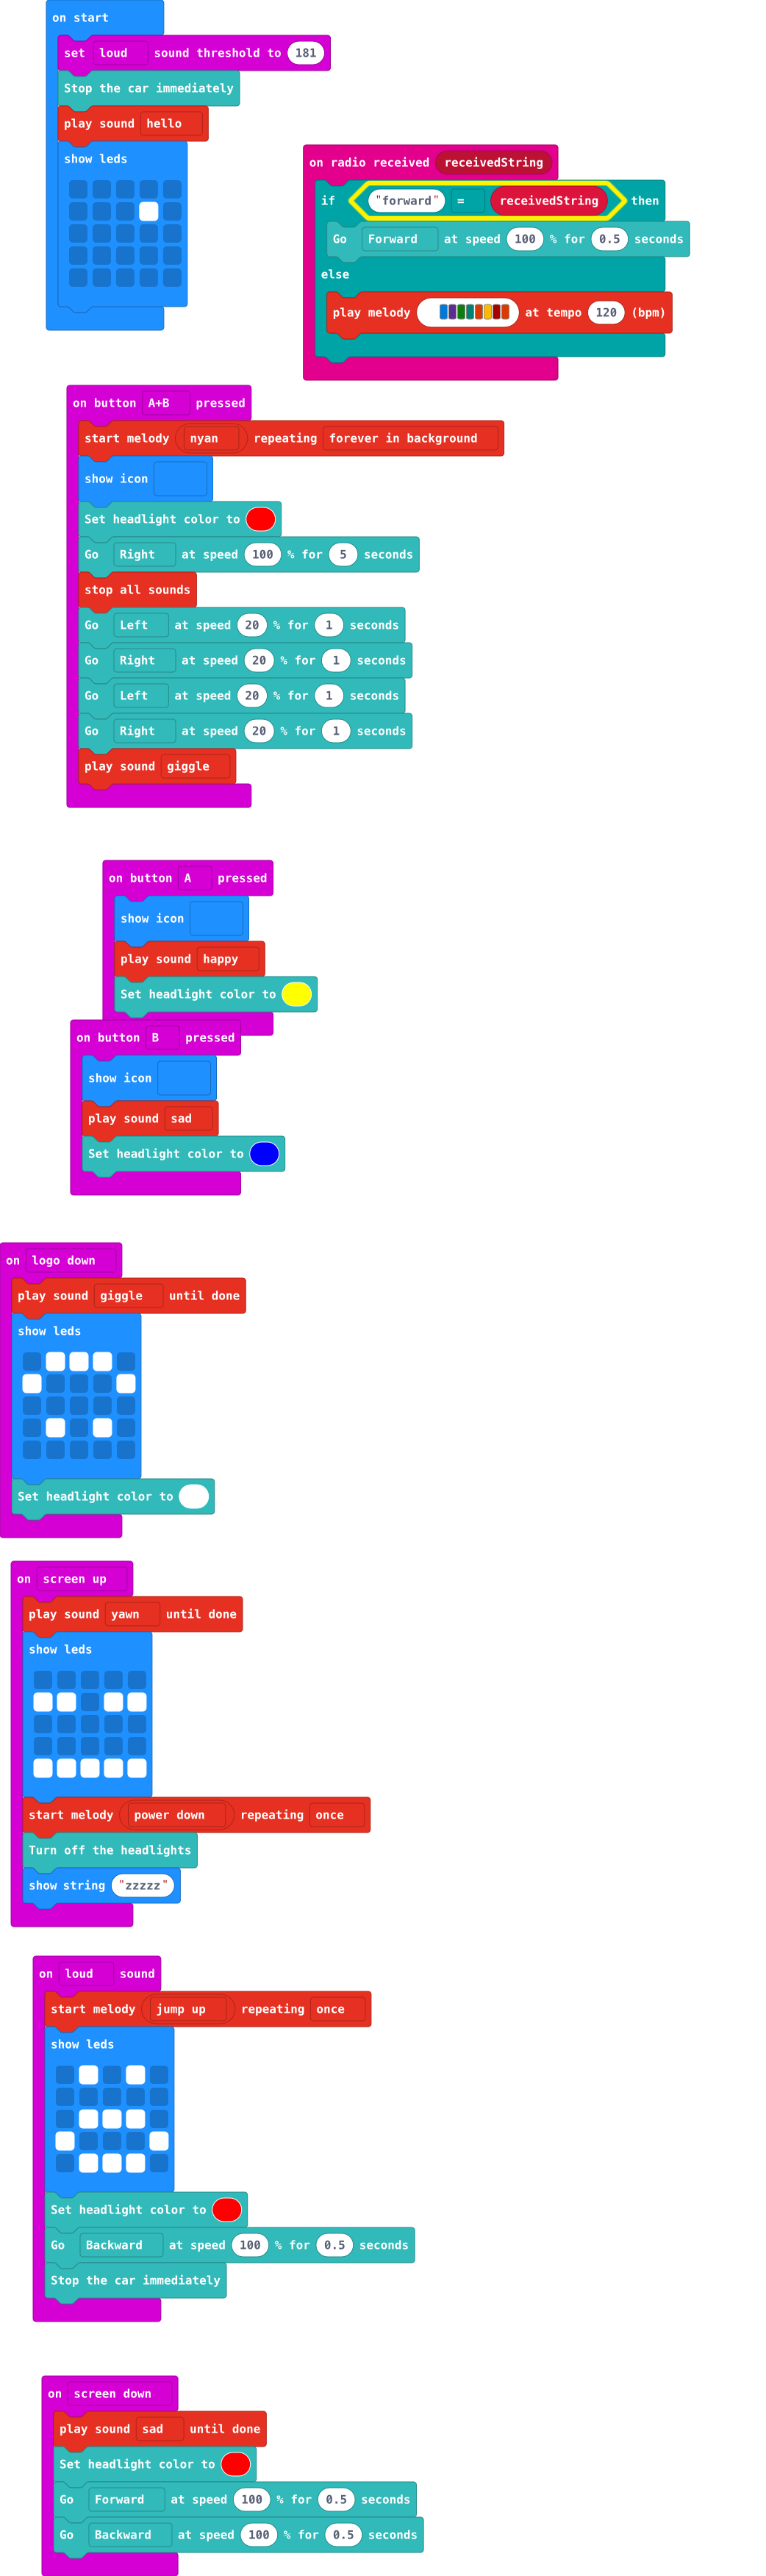 on start
set loud sound threshold to 181
Stop the car immediately
play sound hello
show leds
on radio received receivedString
if "forward" = receivedString then
Go Forward at speed 100 % for 0.5 seconds
else
play melody at tempo 120 (bpm)
on button A+B pressed
start melody nyan repeating forever in background
show icon
Set headlight color to
Go Right at speed 100 % for 5 seconds
stop all sounds
Go Left at speed 20 % for 1 seconds
Go Right at speed 20 % for 1 seconds
Go Left at speed 20 % for 1 seconds
Go Right at speed 20 % for 1 seconds
play sound giggle
on button A pressed
show icon
play sound happy
Set headlight color to
on button B pressed
show icon
play sound sad
Set headlight color to
on logo down
play sound giggle until done
show leds
Set headlight color to
on screen up
play sound yawn until done
show leds
start melody power down repeating once
Turn off the headlights
show string "zzzzz"
on loud sound
start melody jump up repeating once
show leds
Set headlight color to
Go Backward at speed 100 % for 0.5 seconds
Stop the car immediately
on screen down
play sound sad until done
Set headlight color to
Go Forward at speed 100 % for 0.5 seconds
Go Backward at speed 100 % for 0.5 seconds